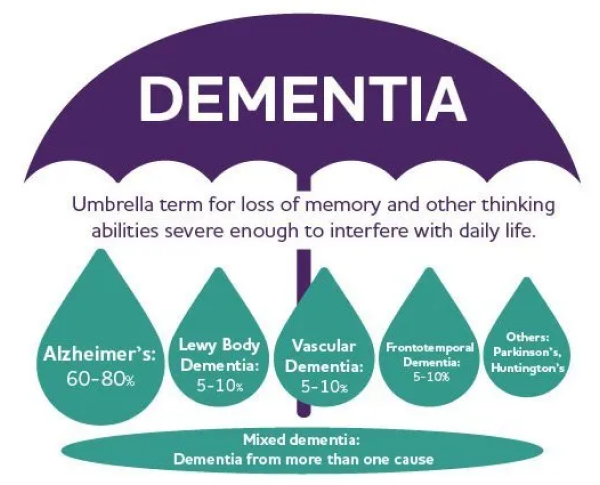 DEMENTIA
Umbrella term for loss of memory and other thinking
abilities severe enough to interfere with daily life.
Alzheimer's:
60-80%
Lewy Body
Dementia:
5-10%
Vascular
Dementia:
5-10%
Frontotemporal
Dementia:
5-10%
Others:
Parkinson's,
Huntington's
Mixed dementia:
Dementia from more than one cause